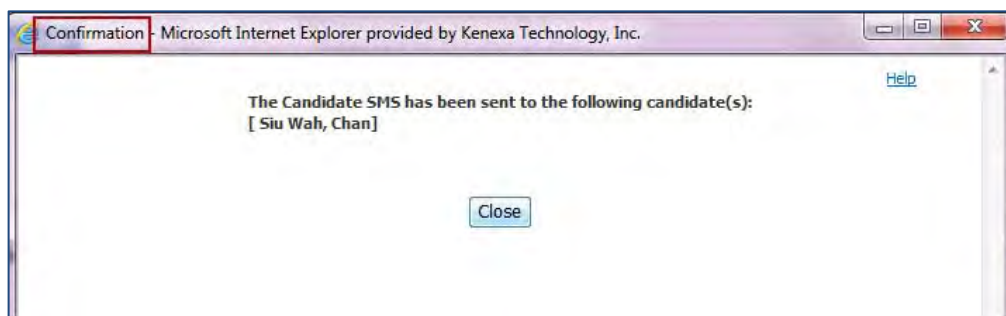 Confirmation - Microsoft Internet Explorer provided by Kenexa Technology, Inc.
Help
The Candidate SMS has been sent to the following candidate(s):
[ Siu Wah, Chan]
Close